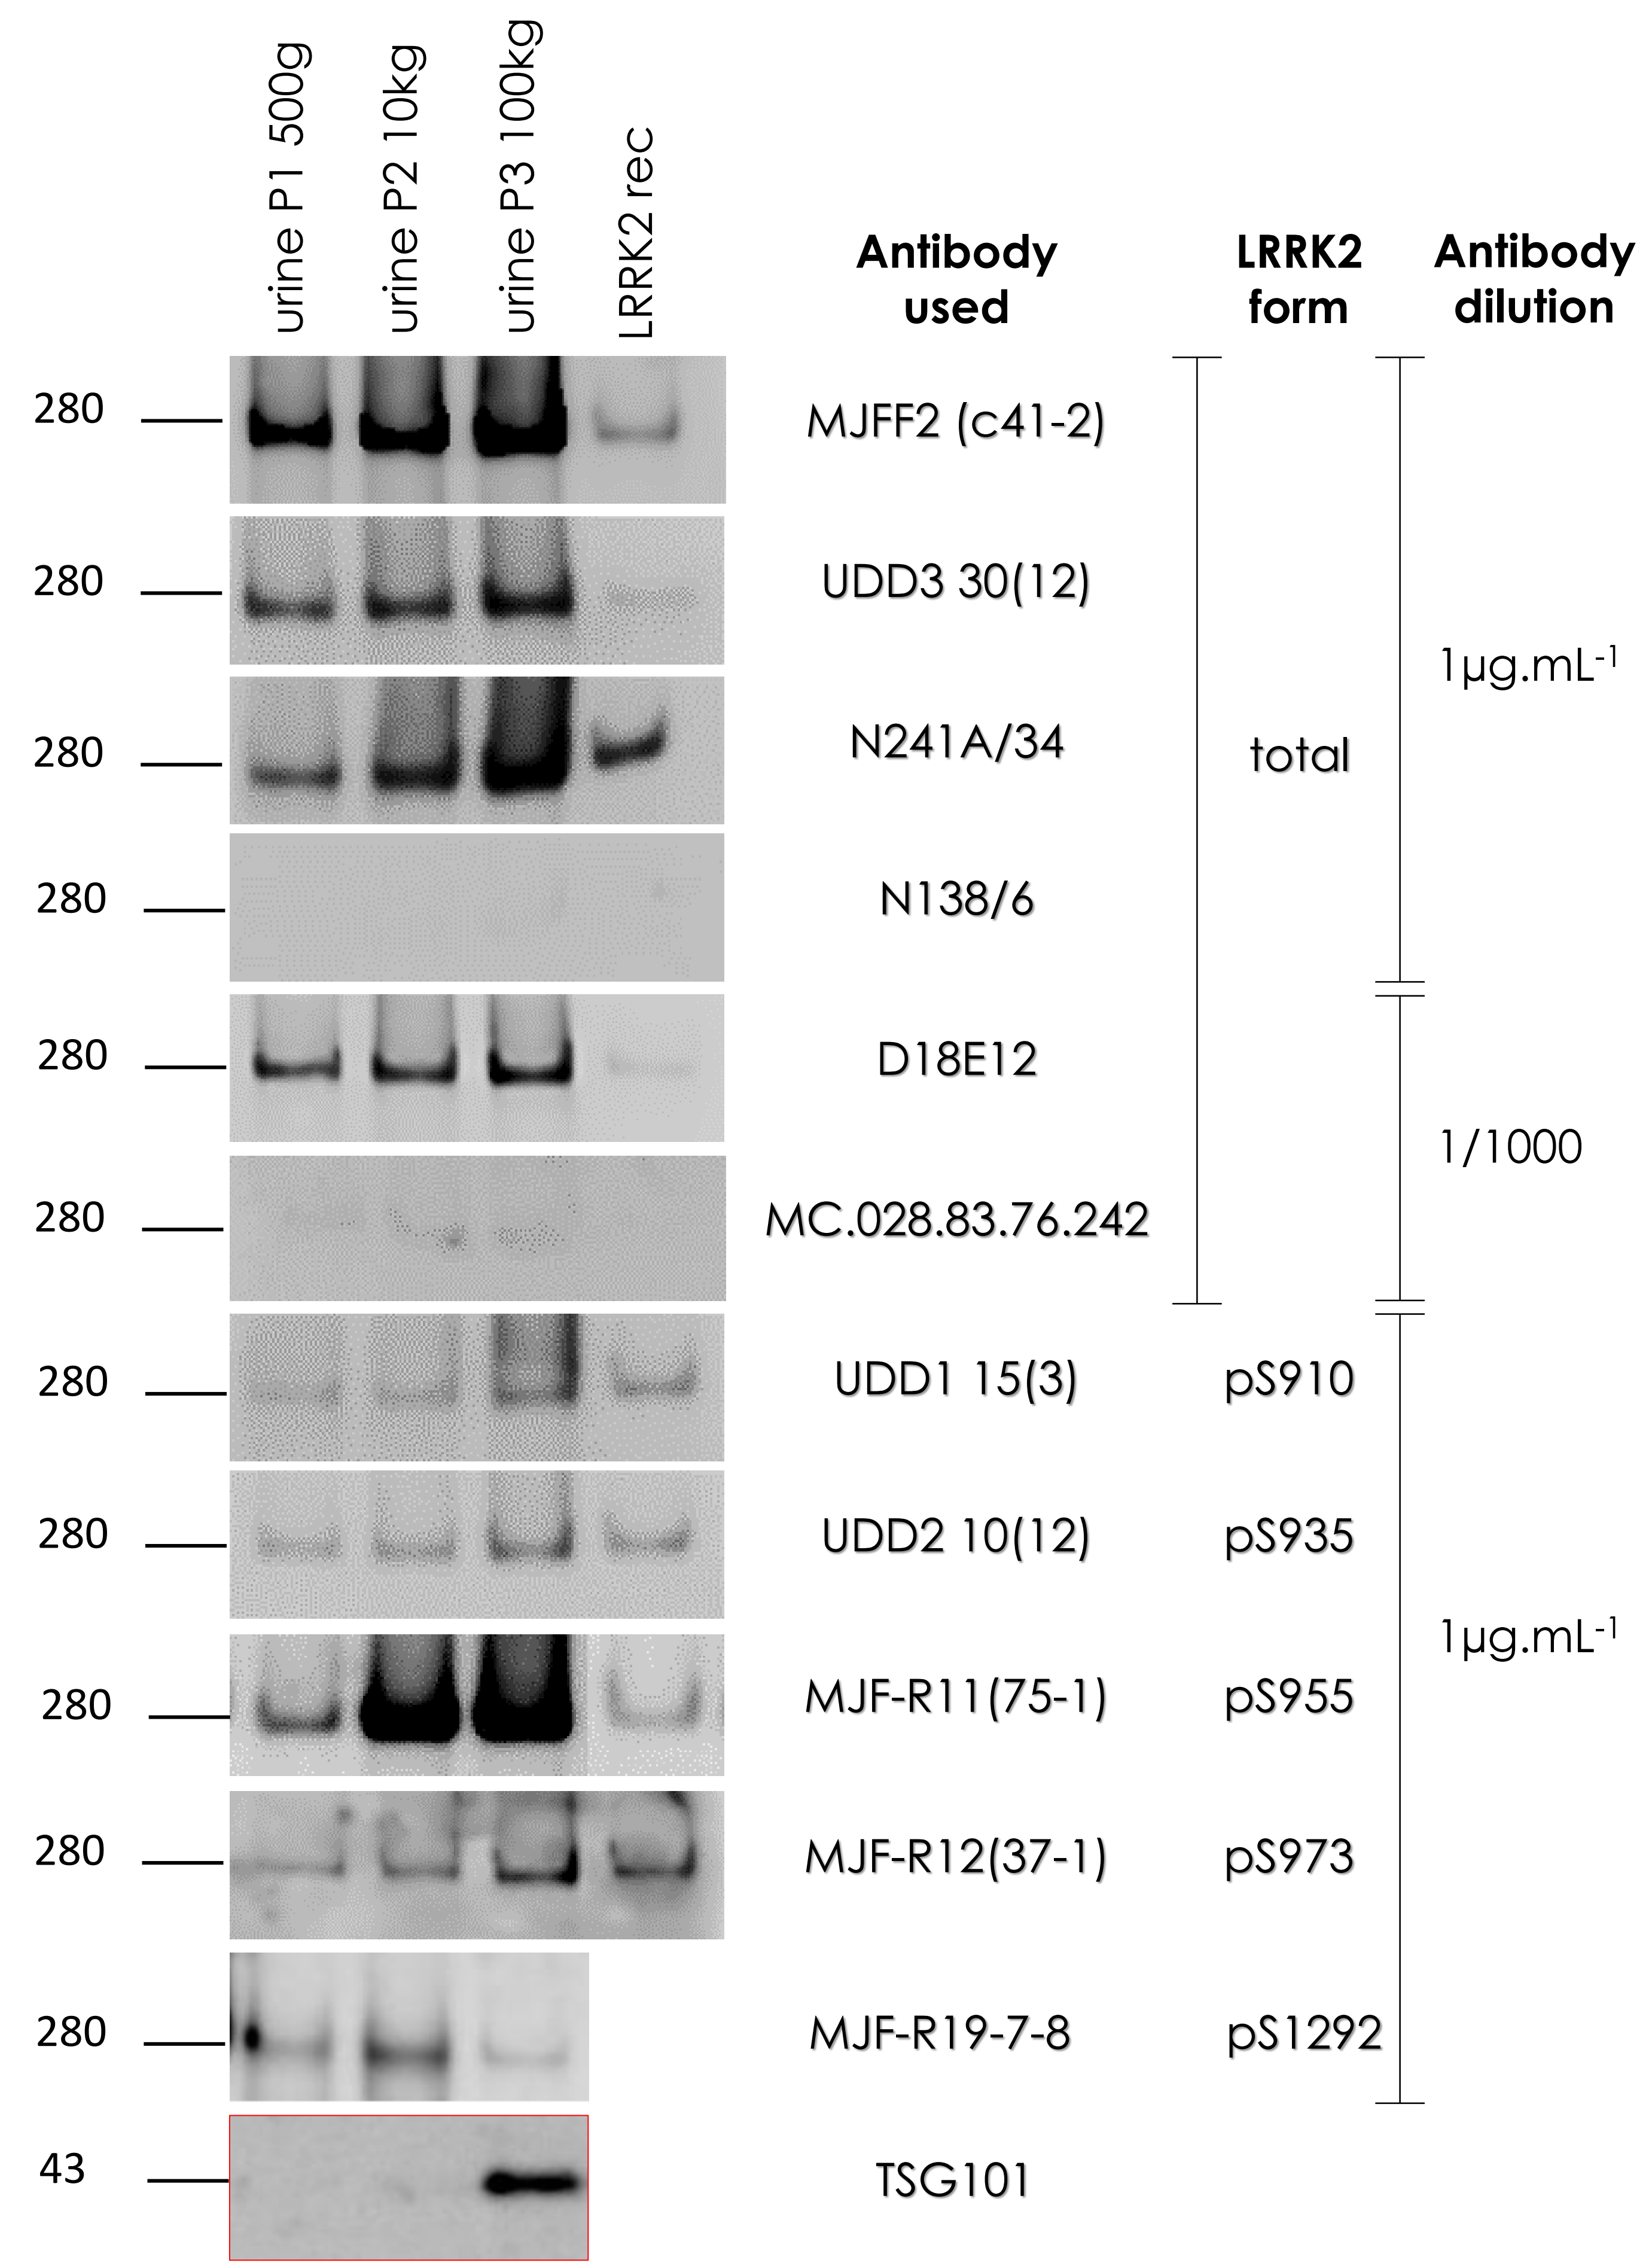 urine P1 500g
urine P2 10kg
urine P3 100kg
LRRK2 rec
Antibody used
LRRK2 form
Antibody dilution
280 MJFF2 (c41-2)
280 UDD3 30(12)
1µg.mL-1
280 N241A/34 total
280 N138/6
280 D18E12
1/1000
280 MC.028.83.76.242
280 UDD1 15(3) pS910
280 UDD2 10(12) pS935
1µg.mL-1
280 MJF-R11(75-1) pS955
280 MJF-R12(37-1) pS973
280 MJF-R19-7-8 pS1292
43 TSG101